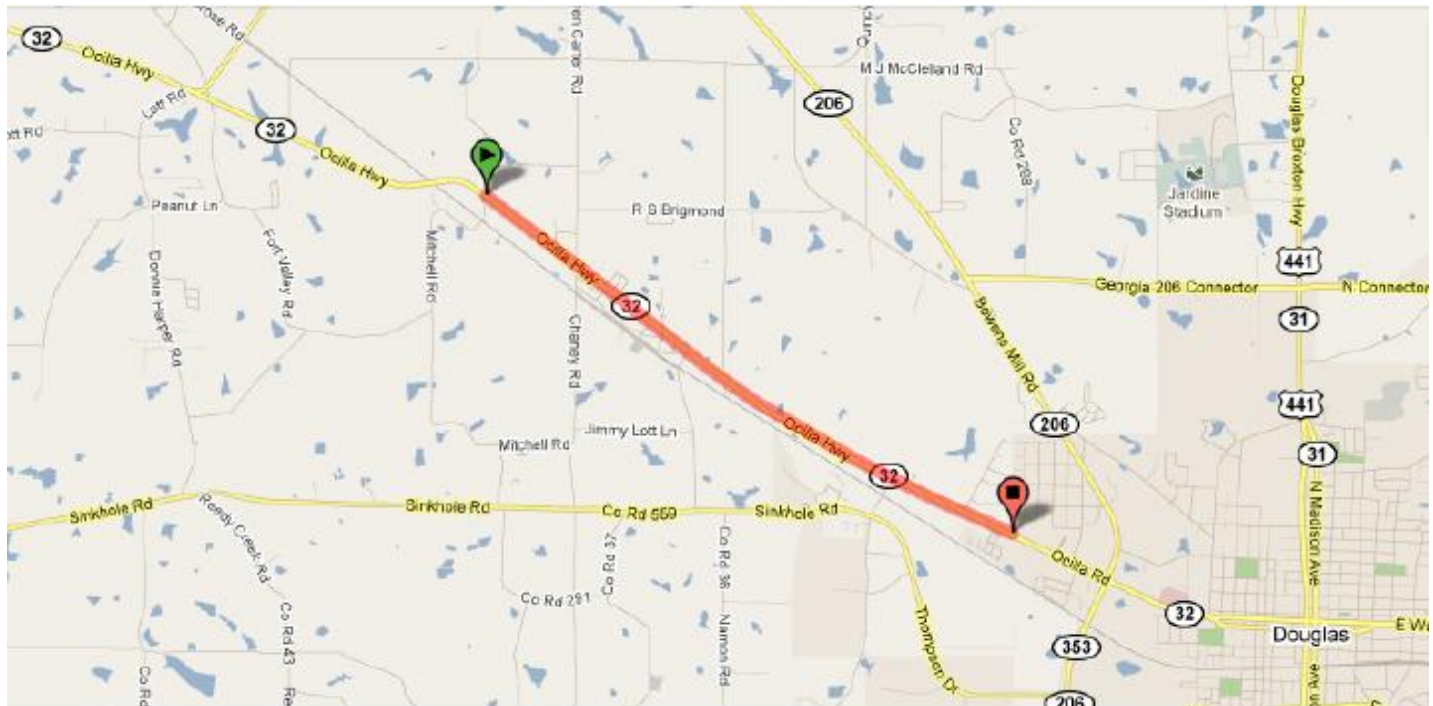 32
Ocilla Hwy
Latt Rd
32
Ocilla Hwy
Peanut Ln
Fort Valley Rd
Donnie Harper Rd
Mitchell Rd
Ocilla Hwy
32
R S Brigmond
Chaney Rd
Jimmy Lott Ln
Mitchell Rd
206
M J McClelland Rd
Co Rd 288
Jardine
Stadium
Douglas Broxton Hwy
441
Georgia 206 Connector
N Connector
31
Bowens Mill Rd
441
206
31
N Madison Ave
Ocilla Hwy
32
Sinkhole Rd
Sinkhole Rd
Co Rd 559
Sinkhole Rd
Reedy Creek Rd
Co Rd 37
Co Rd 36
Co Rd 291
Co Rd 43
Namon Rd
Thompson Dr
Ocilla Rd
32
Douglas
353
206